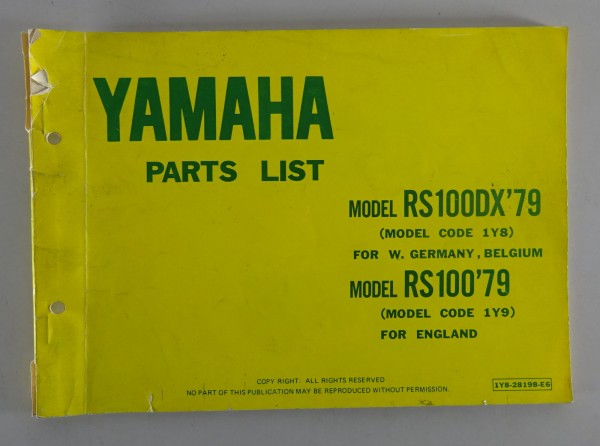 YAMAHA
PARTS LIST
MODEL RS100DX'79
(MODEL CODE 1Y8)
FOR W. GERMANY, BELGIUM
MODEL RS100'79
(MODEL CODE 1Y9)
FOR ENGLAND
COPY RIGHT. ALL RIGHTS RESERVED
NO PART OF THIS PUBLICATION MAY BE REPRODUCED WITHOUT PERMISSION.
1Y8-28198-E6